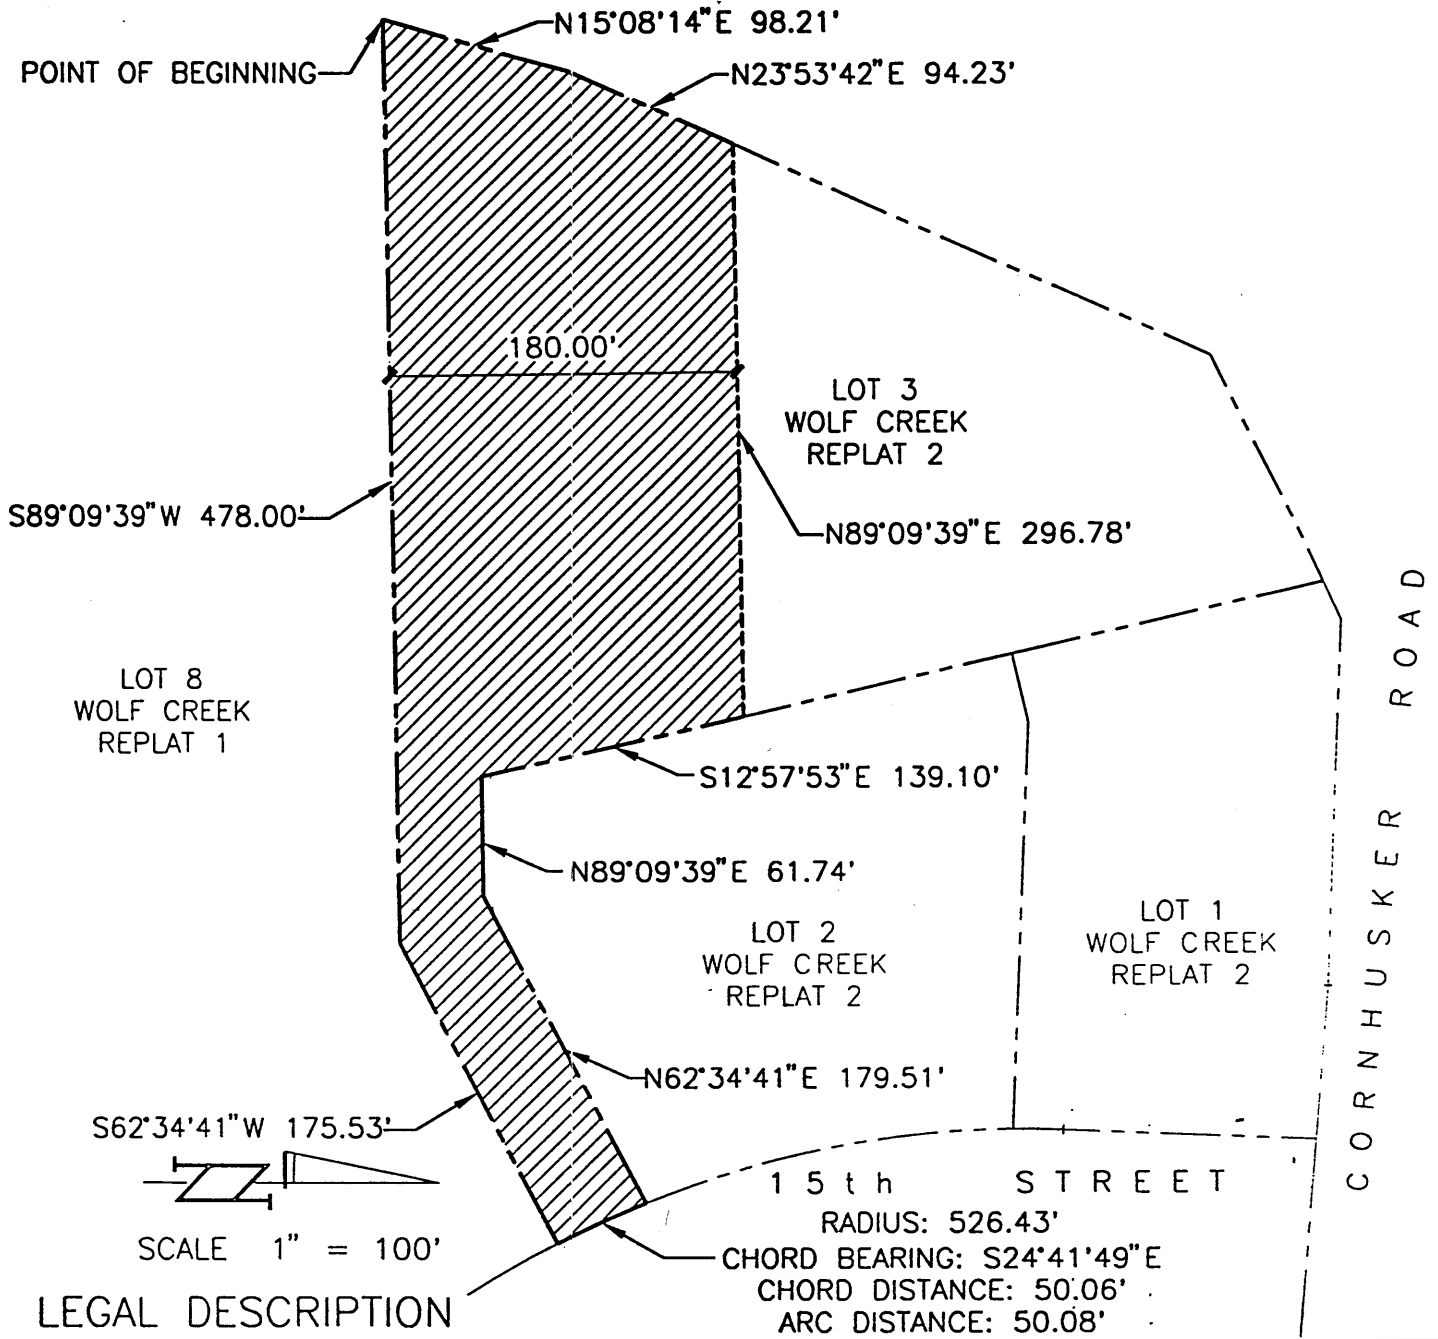 N15°08'14"E 98.21'
POINT OF BEGINNING
N23°53'42"E 94.23'
180.00'
LOT 3
WOLF CREEK
REPLAT 2
S89°09'39"W 478.00'
N89°09'39"E 296.78'
LOT 8
WOLF CREEK
REPLAT 1
S12°57'53"E 139.10'
N89°09'39"E 61.74'
LOT 2
WOLF CREEK
REPLAT 2
LOT 1
WOLF CREEK
REPLAT 2
CORNHUSKER ROAD
N62°34'41"E 179.51'
S62°34'41"W 175.53'
15th STREET
RADIUS: 526.43'
CHORD BEARING: S24°41'49"E
CHORD DISTANCE: 50.06'
ARC DISTANCE: 50.08'
N
SCALE 1" = 100'
LEGAL DESCRIPTION